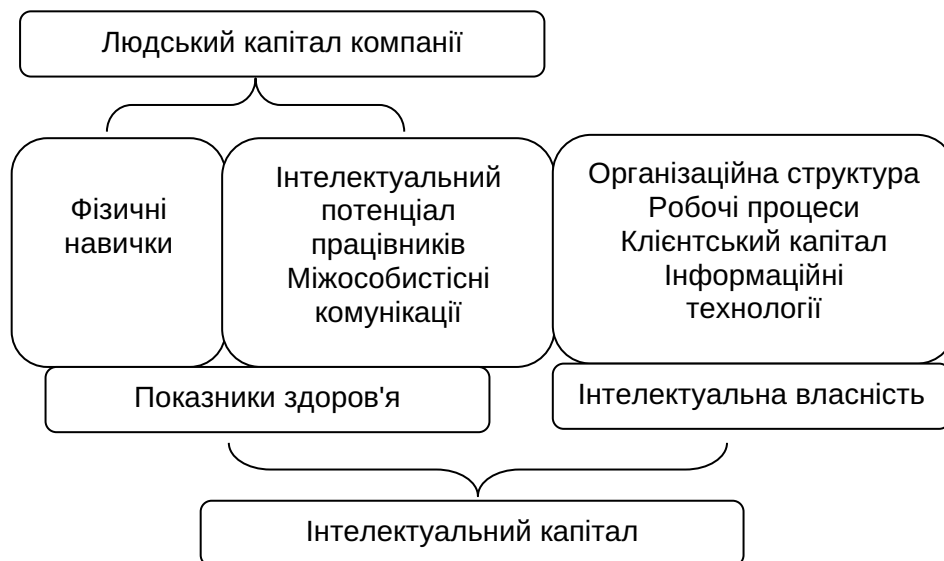 Людський капітал компанії
Фізичні
навички
Інтелектуальний
потенціал
працівників
Міжособистісні
комунікації
Організаційна структура
Робочі процеси
Клієнтський капітал
Інформаційні
технології
Показники здоров'я
Інтелектуальна власність
Інтелектуальний капітал